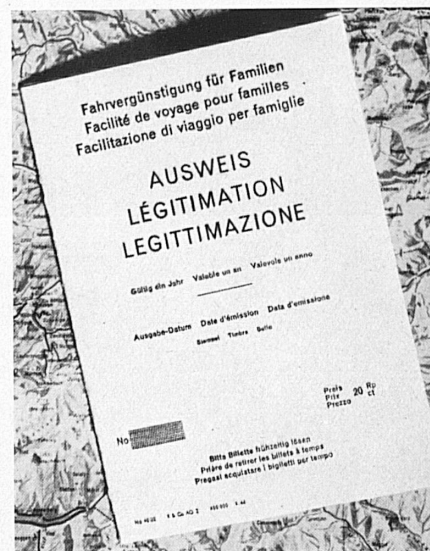 Fahrvergünstigung für Familien
Facilité de voyage pour familles
Facilitazione di viaggio per famiglie
AUSWEIS
LÉGITIMATION
LEGITTIMAZIONE
Gültig ein Jahr Valable un an Valevole un anno
Ausgabe-Datum Date d'émission Data d'emissione
Stempel Timbre Bollo
Preis
Prix 20 Rp
Prezzo ct
No
Bitte Billette frühzeitig lösen
Prière de retirer les billets à temps
Pregasi acquistare i biglietti per tempo